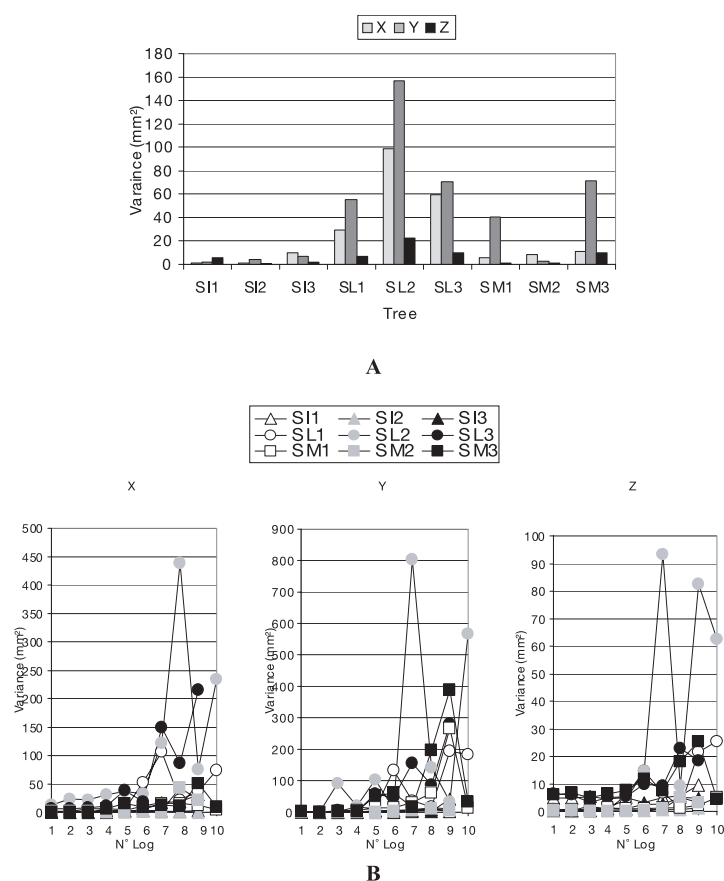 X Y Z
180
160
140
120
100
80
60
40
20
0
Varaince (mm²)
SI1 SI2 SI3 SL1 SL2 SL3 SM1 SM2 SM3
Tree
A
SI1 SI2 SI3
SL1 SL2 SL3
SM1 SM2 SM3
X Y Z
500
450
400
350
300
250
200
150
100
50
0
Variance (mm²)
1 2 3 4 5 6 7 8 9 10
N° Log
900
800
700
600
500
400
300
200
100
0
Variance (mm²)
1 2 3 4 5 6 7 8 9 10
N° Log
100
90
80
70
60
50
40
30
20
10
0
Variance (mm²)
1 2 3 4 5 6 7 8 9 10
N° Log
B